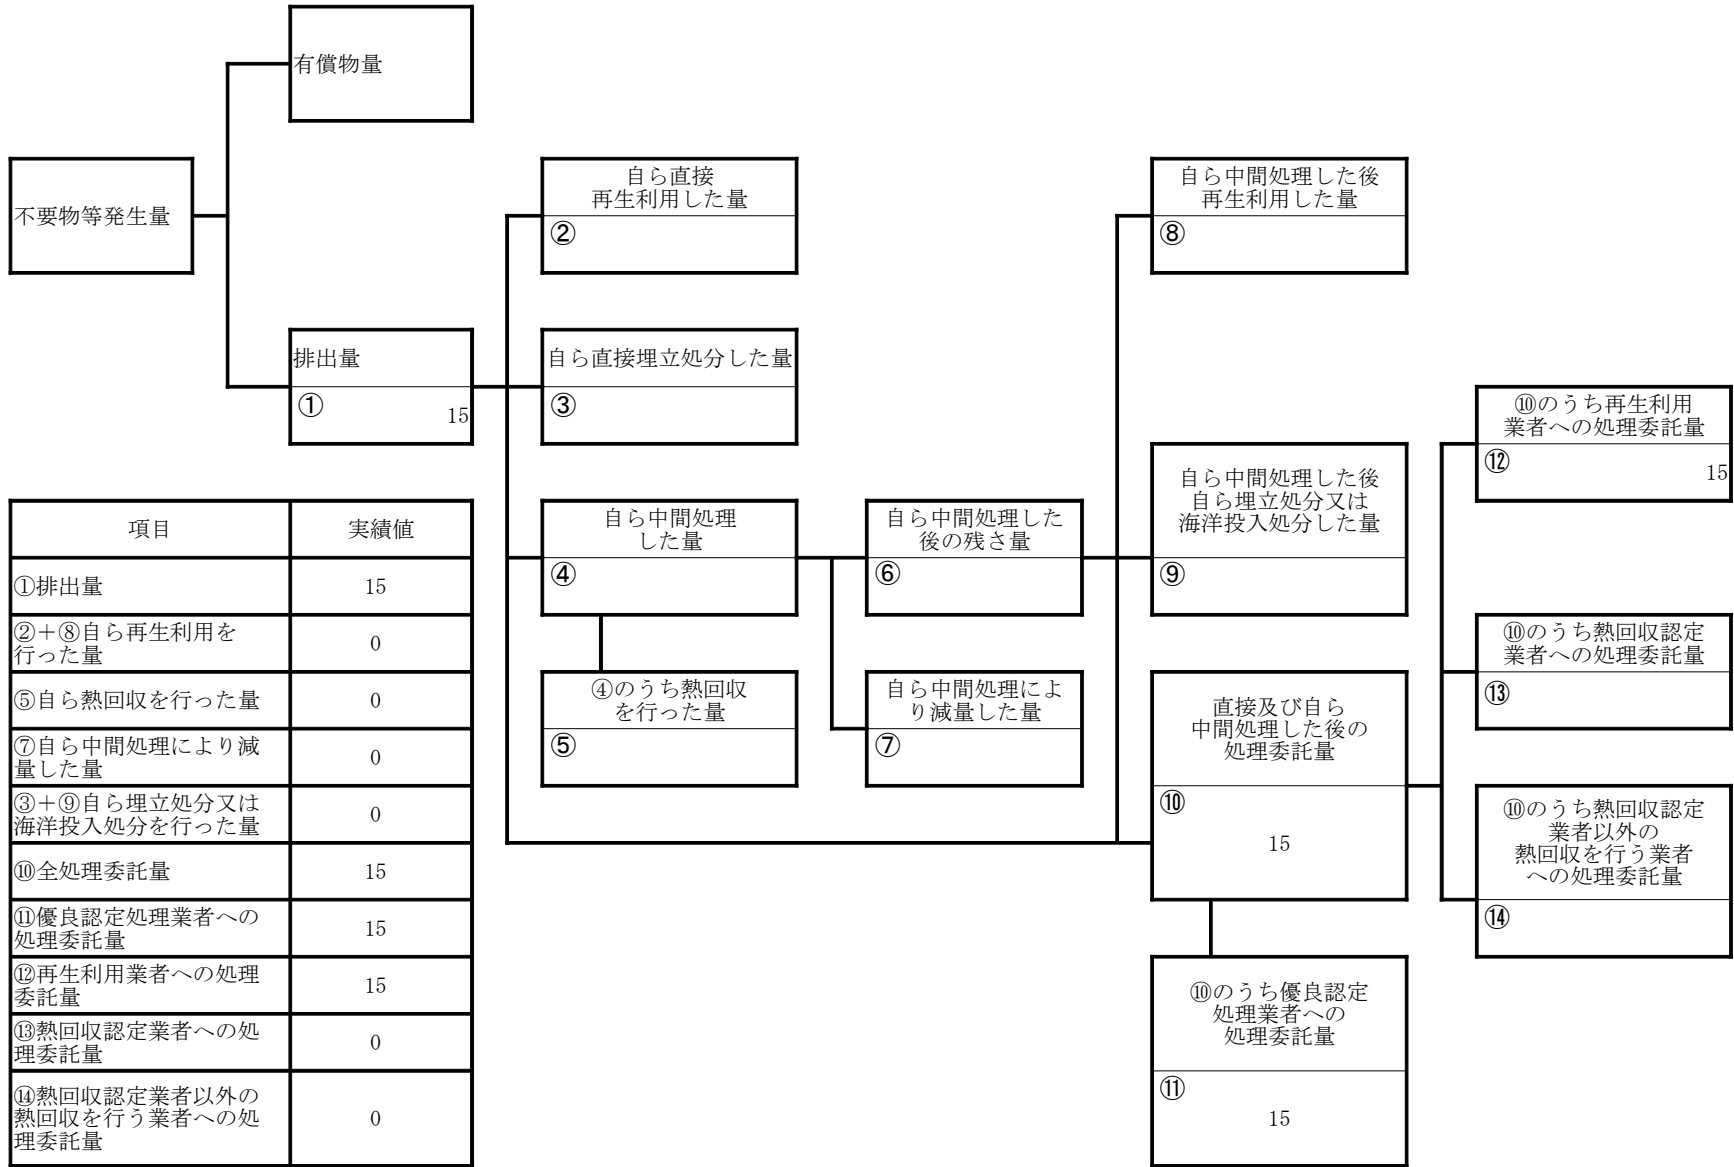 有償物量
不要物等発生量
自ら直接
再生利用した量
②
自ら中間処理した後
再生利用した量
⑧
排出量
①
15
自ら直接埋立処分した量
③
⑩のうち再生利用
業者への処理委託量
⑫
15
自ら中間処理
した量
④
自ら中間処理した
後の残さ量
⑥
自ら中間処理した後
自ら埋立処分又は
海洋投入処分した量
⑨
④のうち熱回収
を行った量
⑤
自ら中間処理によ
り減量した量
⑦
直接及び自ら
中間処理した後の
処理委託量
⑩
15
⑩のうち熱回収認定
業者への処理委託量
⑬
⑩のうち熱回収認定
業者以外の
熱回収を行う業者
への処理委託量
⑭
⑩のうち優良認定
処理業者への
処理委託量
⑪
15
項目 実績値
①排出量 15
②+⑧自ら再生利用を
行った量 0
⑤自ら熱回収を行った量 0
⑦自ら中間処理により減
量した量 0
③+⑨自ら埋立処分又は
海洋投入処分を行った量 0
⑩全処理委託量 15
⑪優良認定処理業者への
処理委託量 15
⑫再生利用業者への処理
委託量 15
⑬熱回収認定業者への処
理委託量 0
⑭熱回収認定業者以外の
熱回収を行う業者への処
理委託量 0